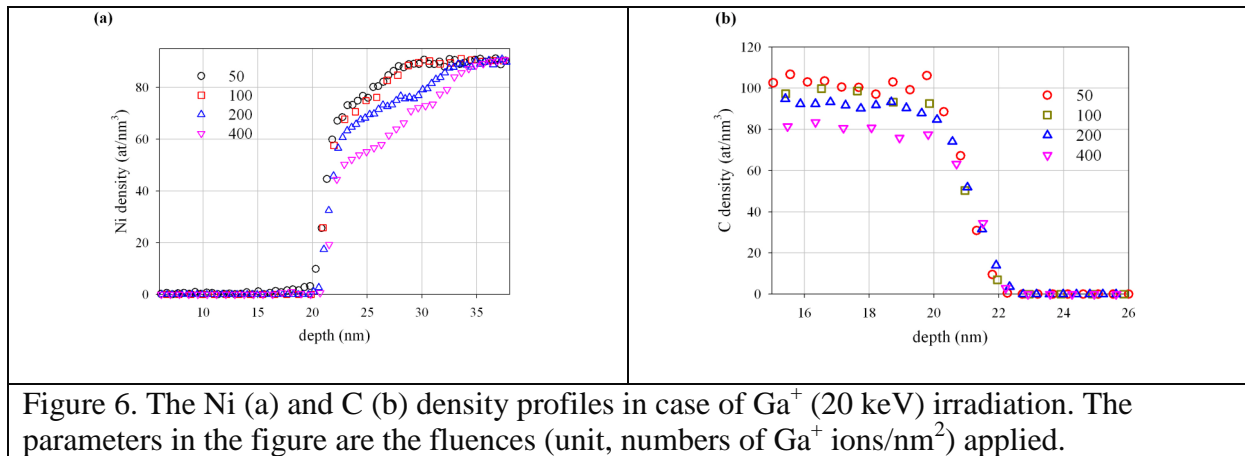 (a)
Ni density (at/nm³)
80
60
40
20
0
50
100
200
400
10 15 20 25 30 35
depth (nm)
(b)
C density (at/nm³)
120
100
80
60
40
20
0
50
100
200
400
16 18 20 22 24 26
depth (nm)
Figure 6. The Ni (a) and C (b) density profiles in case of Ga⁺ (20 keV) irradiation. The
parameters in the figure are the fluences (unit, numbers of Ga⁺ ions/nm²) applied.